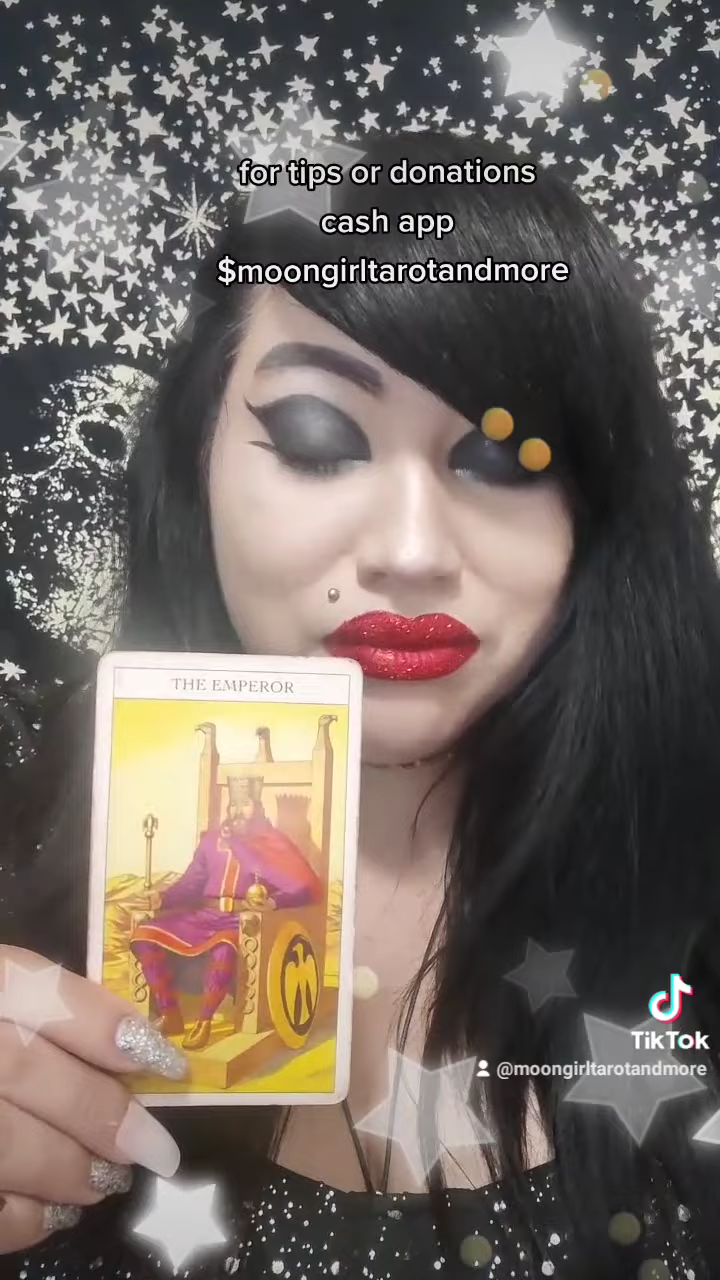 for tips or donations
cash app
$moongirltarotandmore
THE EMPEROR
TikTok
@moongirltarotandmore